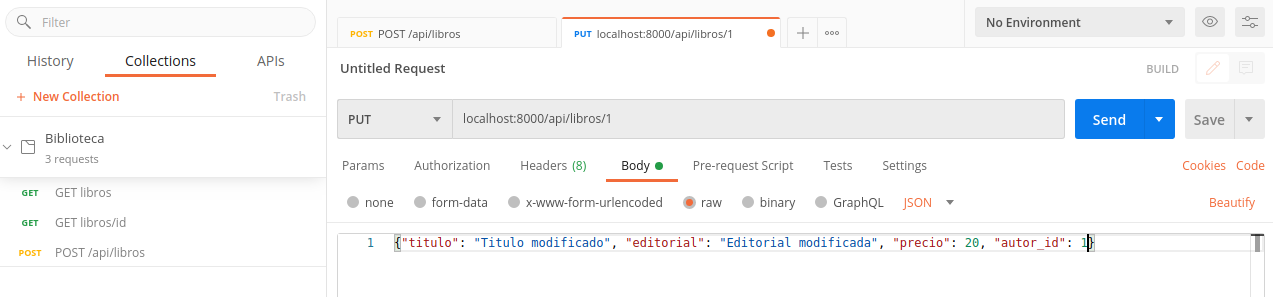 Filter
History Collections APIs
+ New Collection Trash
Biblioteca
3 requests
GET GET libros
GET GET libros/id
POST POST /api/libros
POST POST /api/libros PUT localhost:8000/api/libros/1 No Environment
Untitled Request BUILD
PUT localhost:8000/api/libros/1 Send Save
Params Authorization Headers (8) Body Pre-request Script Tests Settings Cookies Code
none form-data x-www-form-urlencoded raw binary GraphQL JSON Beautify
1 {"titulo": "Titulo modificado", "editorial": "Editorial modificada", "precio": 20, "autor_id": 1}